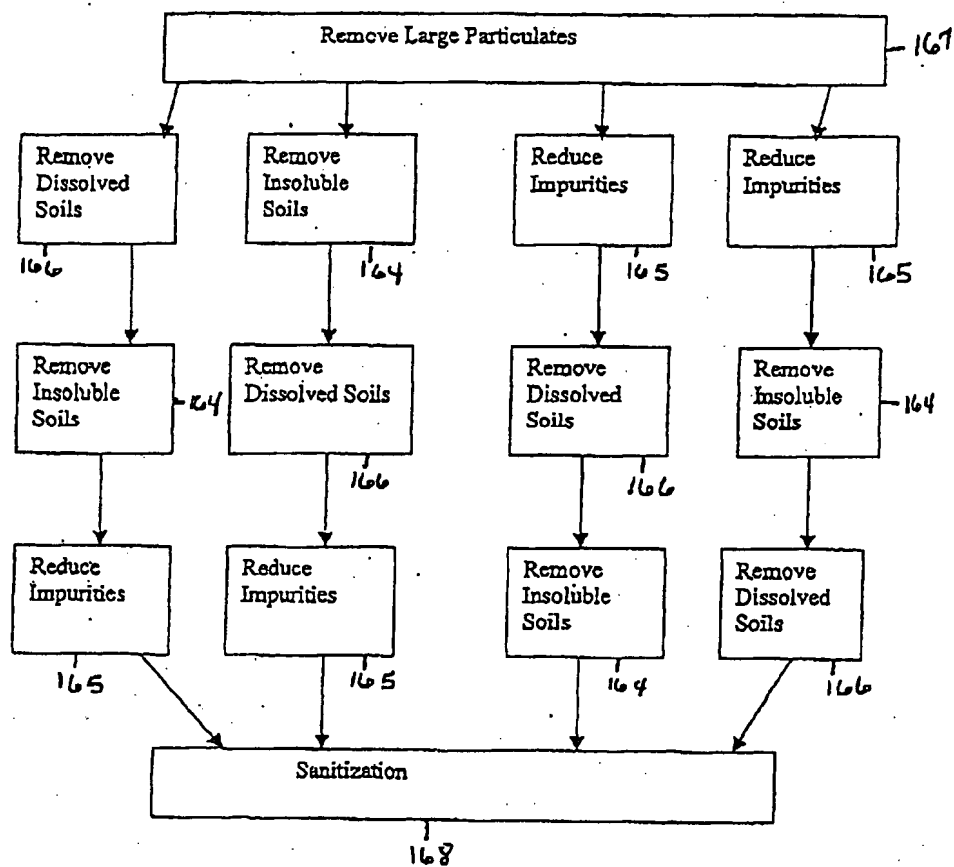 Remove Large Particulates
167
Remove
Dissolved
Soils
166
Remove
Insoluble
Soils
164
Reduce
Impurities
165
Reduce
Impurities
165
Remove
Insoluble
Soils
164
Remove
Dissolved Soils
166
Remove
Dissolved
Soils
166
Remove
Insoluble
Soils
164
Reduce
Impurities
165
Reduce
Impurities
165
Remove
Insoluble
Soils
164
Remove
Dissolved
Soils
166
Sanitization
168